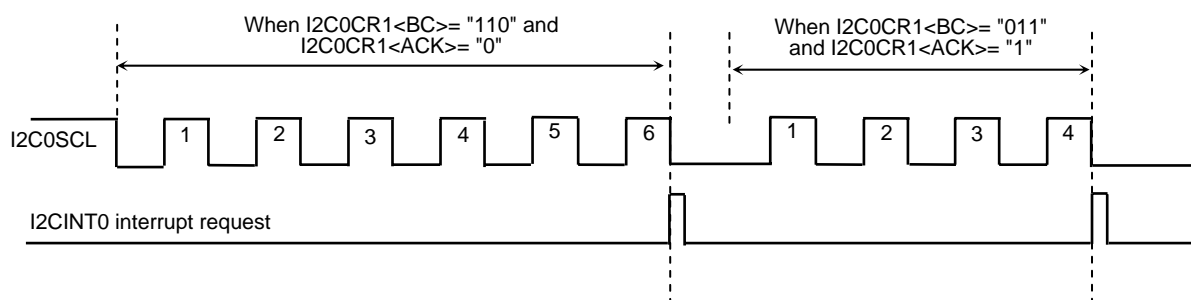 When I2C0CR1<BC>= "110" and
I2C0CR1<ACK>= "0"
When I2C0CR1<BC>= "011"
and I2C0CR1<ACK>= "1"
I2C0SCL
1 2 3 4 5 6 1 2 3 4
I2CINT0 interrupt request